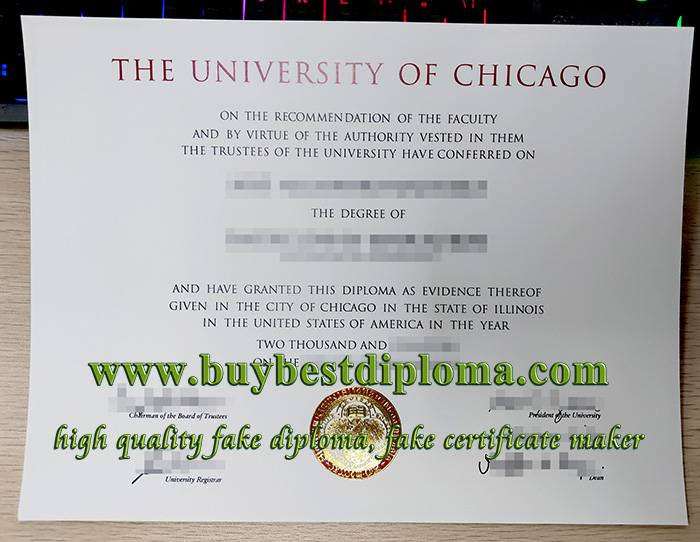 THE UNIVERSITY OF CHICAGO
ON THE RECOMMENDATION OF THE FACULTY
AND BY VIRTUE OF THE AUTHORITY VESTED IN THEM
THE TRUSTEES OF THE UNIVERSITY HAVE CONFERRED ON
THE DEGREE OF
AND HAVE GRANTED THIS DIPLOMA AS EVIDENCE THEREOF
GIVEN IN THE CITY OF CHICAGO IN THE STATE OF ILLINOIS
IN THE UNITED STATES OF AMERICA IN THE YEAR
TWO THOUSAND AND
ON THE
www.buybestdiploma.com
Chairman of the Board of Trustees
President of the University
high quality fake diploma, fake certificate maker
University Registrar
Dean